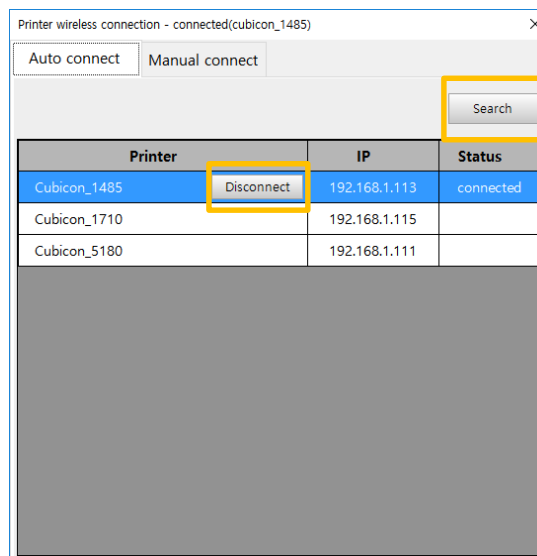 Printer wireless connection - connected(cubicon_1485)
Auto connect Manual connect
Search
Printer IP Status
Cubicon_1485 Disconnect 192.168.1.113 connected
Cubicon_1710 192.168.1.115
Cubicon_5180 192.168.1.111